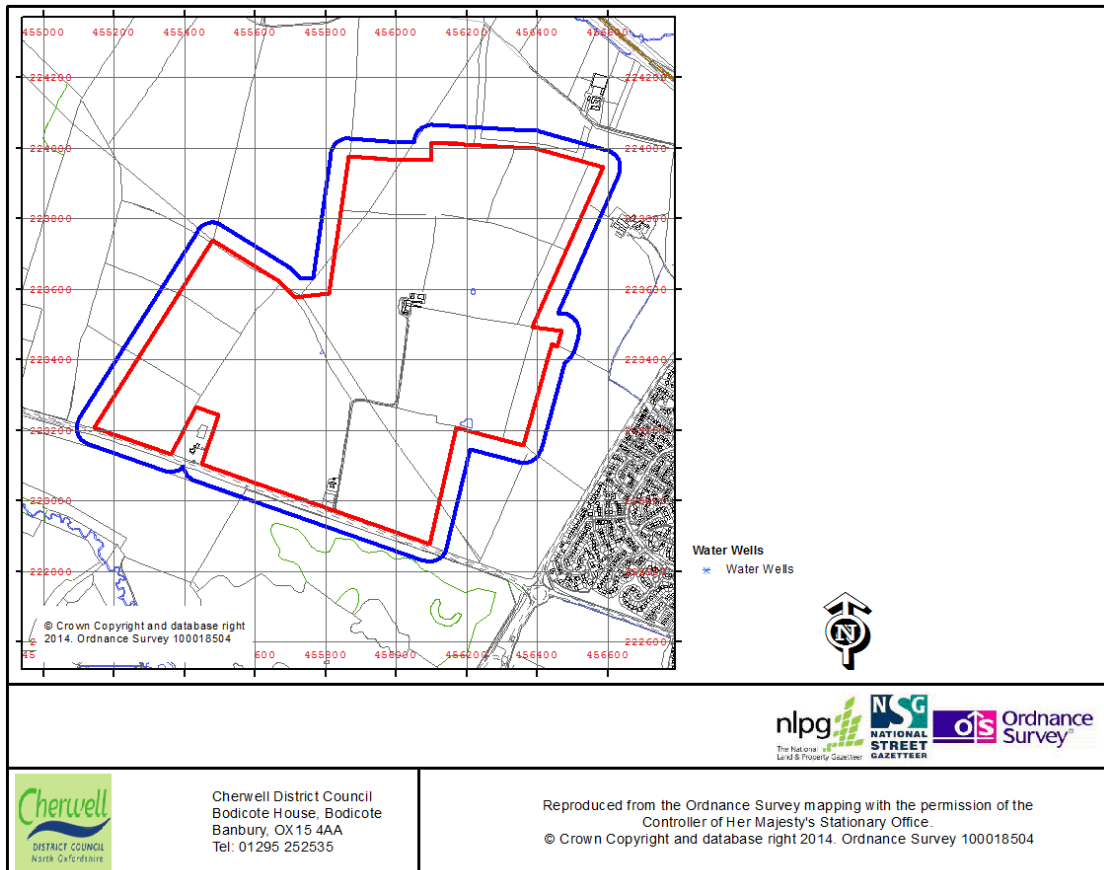 455000 455200 455400 455600 455800 456000 456200 456400 456600
224200 224200
224000 224000
223800 223800
223600 223600
223400 223400
223200 223200
223000
Water Wells
Water Wells
N
© Crown Copyright and database right
2014. Ordnance Survey 100018504
222600
600 455800 456000 456200 456400 456600
nlpg
The National
Land & Property Gazetteer
NSG
NATIONAL
STREET
GAZETTEER
OS
Ordnance
Survey®
Cherwell
DISTRICT COUNCIL
North Oxfordshire
Cherwell District Council
Bodicote House, Bodicote
Banbury, OX15 4AA
Tel: 01295 252535
Reproduced from the Ordnance Survey mapping with the permission of the
Controller of Her Majesty's Stationary Office.
© Crown Copyright and database right 2014. Ordnance Survey 100018504